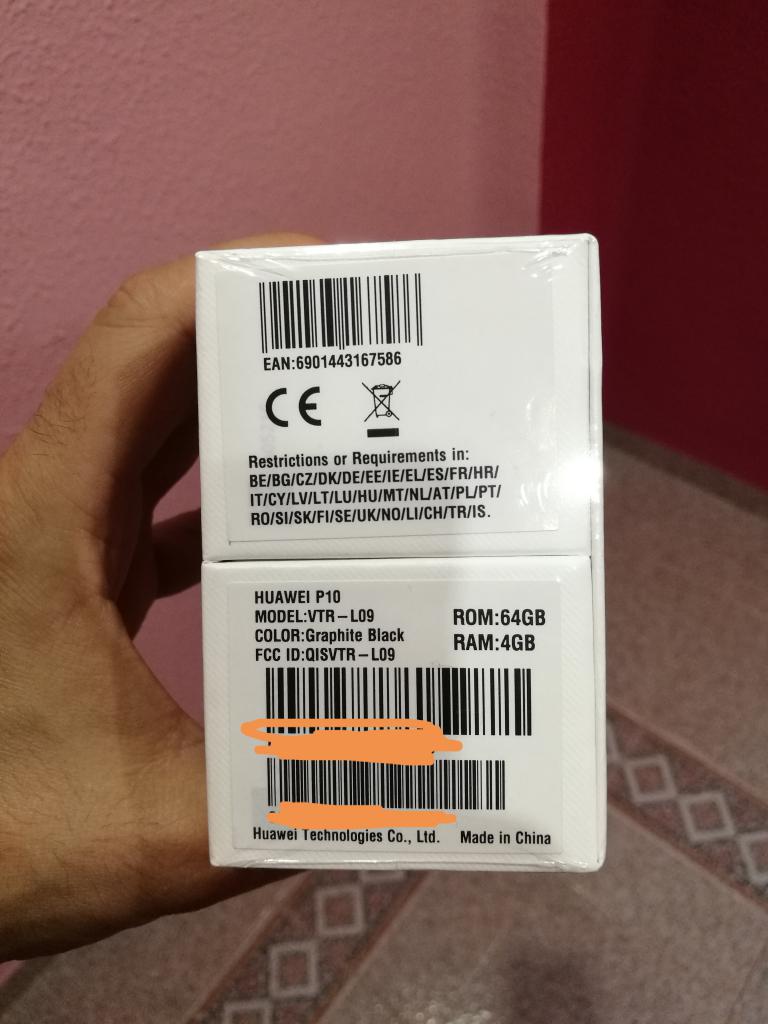 EAN:6901443167586
CE
Restrictions or Requirements in:
BE/BG/CZ/DK/DE/EE/IE/EL/ES/FR/HR/
IT/CY/LV/LT/LU/HU/MT/NL/AT/PL/PT/
RO/SI/SK/FI/SE/UK/NO/LI/CH/TR/IS.
HUAWEI P10
MODEL:VTR-L09 ROM:64GB
COLOR:Graphite Black RAM:4GB
FCC ID:QISVTR-L09
Huawei Technologies Co., Ltd. Made in China